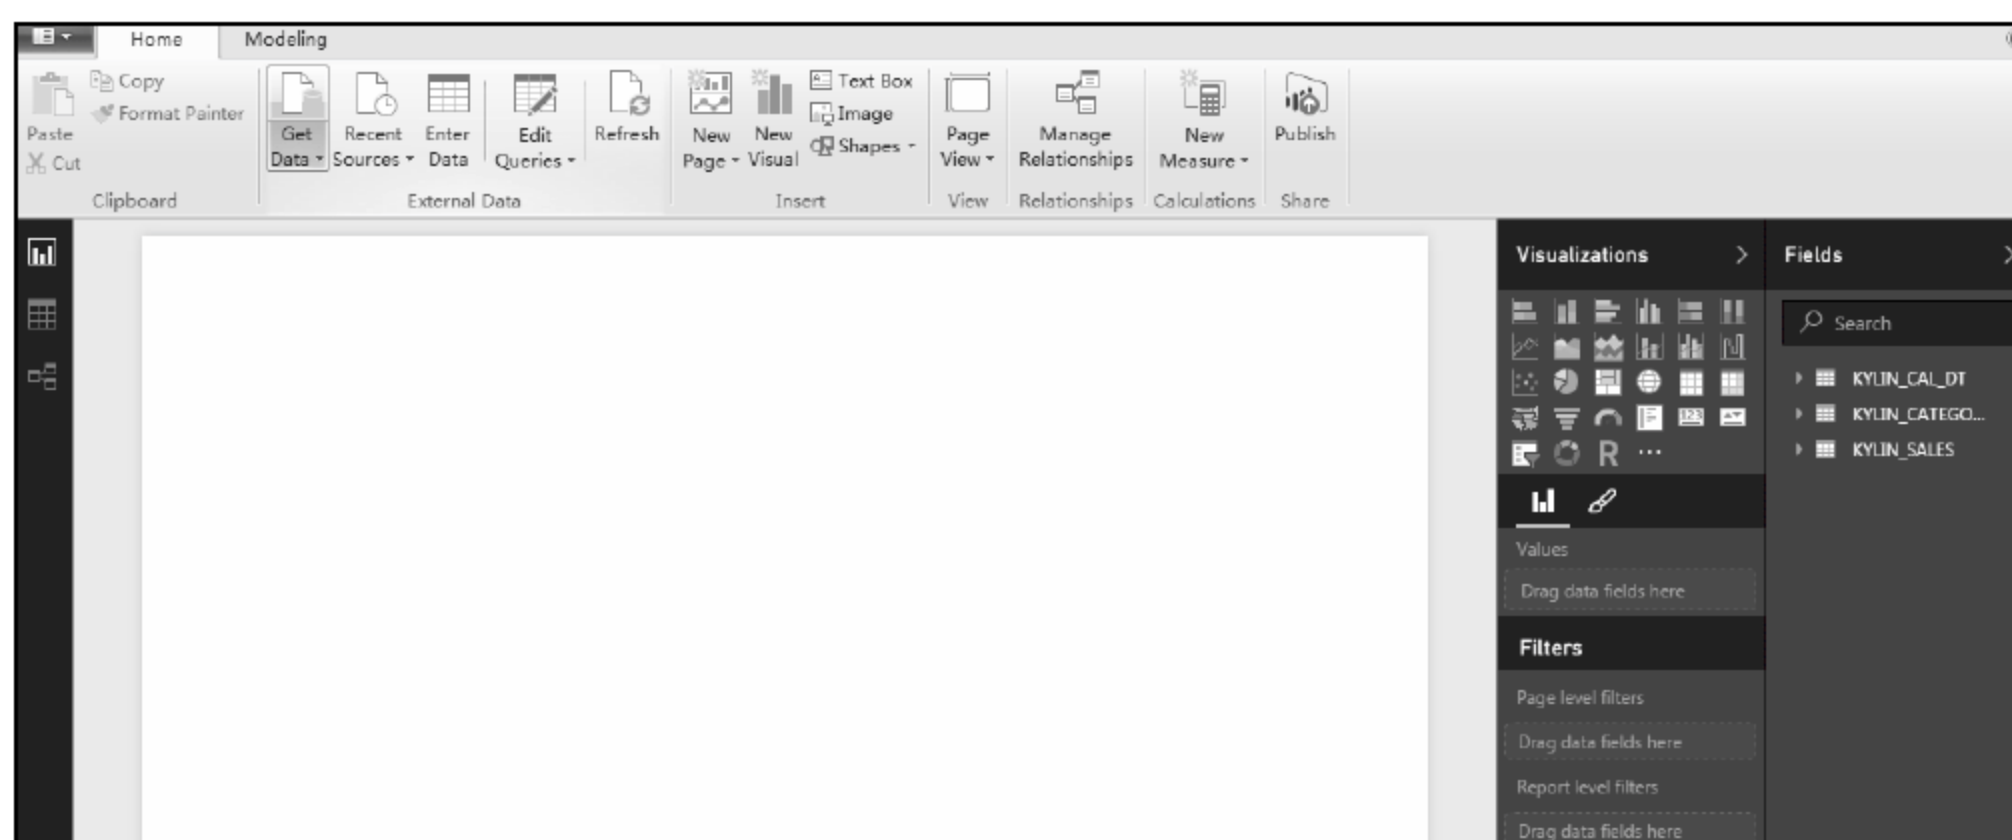 Home Modeling
Copy
Format Painter
Paste
Cut
Clipboard
Get Data
Recent Sources
Enter Data
Edit Queries
Refresh
External Data
New Page
New Visual
Text Box
Image
Shapes
Insert
Page View
View
Manage Relationships
Relationships
New Measure
Calculations
Publish
Share
Visualizations
R
123
Values
Drag data fields here
Filters
Page level filters
Drag data fields here
Report level filters
Drag data fields here
Fields
Search
KYLIN_CAL_DT
KYLIN_CATEGO...
KYLIN_SALES